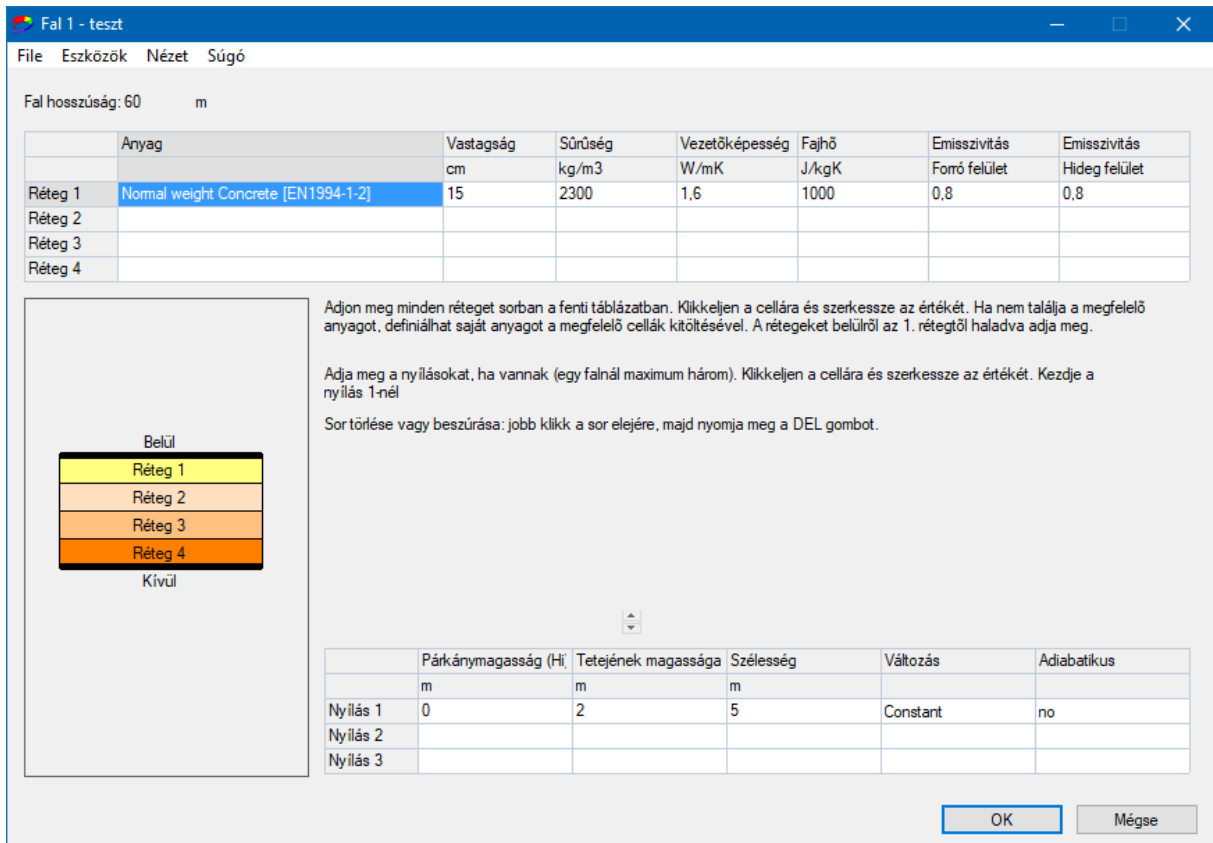 Fal 1 - teszt
File Eszközök Nézet Súgó
Fal hosszúság: 60 m
Anyag Vastagság Sûrûség Vezetõképesség Fajhõ Emisszivitás Emisszivitás
cm kg/m3 W/mK J/kgK Forró felület Hideg felület
Réteg 1 Normal weight Concrete [EN1994-1-2] 15 2300 1,6 1000 0,8 0,8
Réteg 2
Réteg 3
Réteg 4
Adjon meg minden réteget sorban a fenti táblázatban. Klikkeljen a cellára és szerkessze az értékét. Ha nem találja a megfelelõ
anyagot, definiálhat saját anyagot a megfelelõ cellák kitöltésével. A rétegeket belülrõl az 1. rétegtõl haladva adja meg.
Adja meg a nyílásokat, ha vannak (egy falnál maximum három). Klikkeljen a cellára és szerkessze az értékét. Kezdje a
nyílás 1-nél
Sor törlése vagy beszúrása: jobb klikk a sor elejére, majd nyomja meg a DEL gombot.
Belül
Réteg 1
Réteg 2
Réteg 3
Réteg 4
Kívül
Párkánymagasság (Hi) Tetejének magassága Szélesség Változás Adiabatikus
m m m
Nyílás 1 0 2 5 Constant no
Nyílás 2
Nyílás 3
OK Mégse